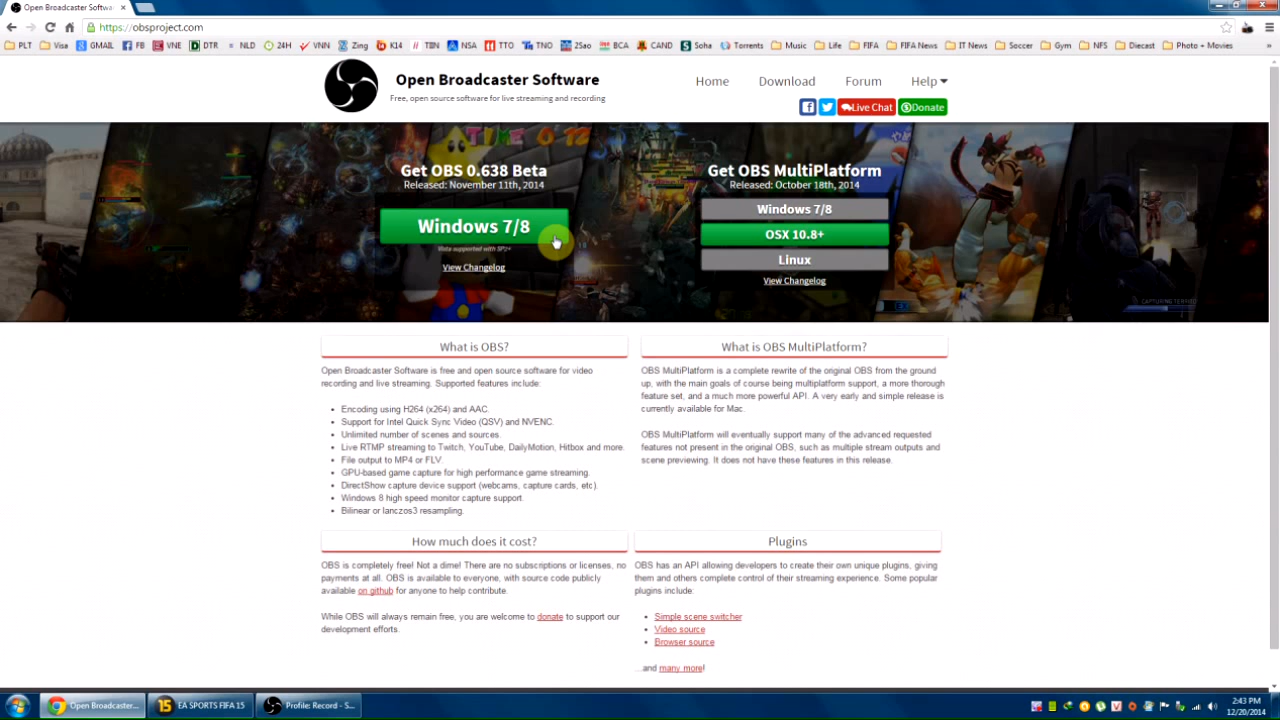 Open Broadcaster Softwa
https://obsproject.com
PLT Visa GMAIL FB VNE DTR NLD 24H VNN Zing K14 TIIN NSA TTO TNO 2Sao BCA CAND Soha Torrents Music Life FIFA FIFA News IT News Soccer Gym NFS Diecast Photo + Movies »
Open Broadcaster Software
Free, open source software for live streaming and recording
Home Download Forum Help
Live Chat Donate
Get OBS 0.638 Beta
Released: November 11th, 2014
Windows 7/8
Vista supported with SP2+
View Changelog
Get OBS MultiPlatform
Released: October 18th, 2014
Windows 7/8
OSX 10.8+
Linux
View Changelog
What is OBS?
Open Broadcaster Software is free and open source software for video
recording and live streaming. Supported features include:
• Encoding using H264 (x264) and AAC.
• Support for Intel Quick Sync Video (QSV) and NVENC.
• Unlimited number of scenes and sources.
• Live RTMP streaming to Twitch, YouTube, DailyMotion, Hitbox and more.
• File output to MP4 or FLV.
• GPU-based game capture for high performance game streaming.
• DirectShow capture device support (webcams, capture cards, etc).
• Windows 8 high speed monitor capture support
• Bilinear or lanczos3 resampling.
What is OBS MultiPlatform?
OBS MultiPlatform is a complete rewrite of the original OBS from the ground
up, with the main goals of course being multiplatform support, a more thorough
feature set, and a much more powerful API. A very early and simple release is
currently available for Mac.
OBS MultiPlatform will eventually support many of the advanced requested
features not present in the original OBS, such as multiple stream outputs and
scene previewing. It does not have these features in this release.
How much does it cost?
OBS is completely free! Not a dime! There are no subscriptions or licenses, no
payments at all. OBS is available to everyone, with source code publicly
available on github for anyone to help contribute.
While OBS will always remain free, you are welcome to donate to support our
development efforts.
Plugins
OBS has an API allowing developers to create their own unique plugins, giving
them and others complete control of their streaming experience. Some popular
plugins include:
• Simple scene switcher
• Video source
• Browser source
...and many more!
Open Broadcaster... EA SPORTS FIFA 15 Profile: Record - S...
2:43 PM
12/20/2014